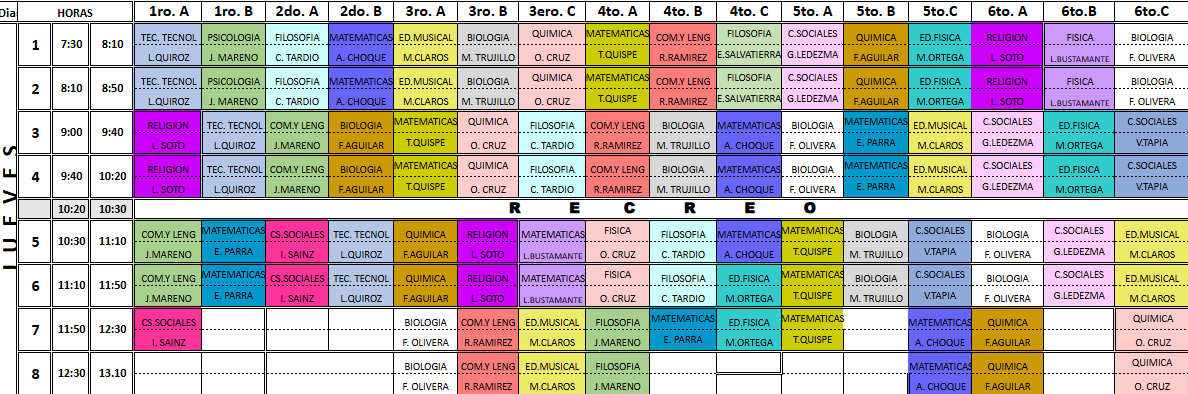 Dia HORAS 1ro. A 1ro. B 2do. A 2do. B 3ro. A 3ro. B 3ero. C 4to. A 4to. B 4to. C 5to. A 5to. B 5to.C 6to. A 6to.B 6to.C
JUEVES
1 7:30 8:10 TEC. TECNOL PSICOLOGIA FILOSOFIA MATEMATICAS ED.MUSICAL BIOLOGIA QUIMICA MATEMATICAS COM.Y LENG FILOSOFIA C.SOCIALES QUIMICA ED.FISICA RELIGION FISICA BIOLOGIA
L.QUIROZ J. MARENO C. TARDIO A. CHOQUE M.CLAROS M. TRUJILLO O. CRUZ T.QUISPE R.RAMIREZ E.SALVATIERRA G.LEDEZMA F.AGUILAR M.ORTEGA L. SOTO L.BUSTAMANTE F. OLIVERA
2 8:10 8:50 TEC. TECNOL PSICOLOGIA FILOSOFIA MATEMATICAS ED.MUSICAL BIOLOGIA QUIMICA MATEMATICAS COM.Y LENG FILOSOFIA C.SOCIALES QUIMICA ED.FISICA RELIGION FISICA BIOLOGIA
L.QUIROZ J. MARENO C. TARDIO A. CHOQUE M.CLAROS M. TRUJILLO O. CRUZ T.QUISPE R.RAMIREZ E.SALVATIERRA G.LEDEZMA F.AGUILAR M.ORTEGA L. SOTO L.BUSTAMANTE F. OLIVERA
3 9:00 9:40 RELIGION TEC. TECNOL COM.Y LENG BIOLOGIA MATEMATICAS QUIMICA FILOSOFIA COM.Y LENG BIOLOGIA MATEMATICAS BIOLOGIA MATEMATICAS ED.MUSICAL C.SOCIALES ED.FISICA C.SOCIALES
L. SOTO L.QUIROZ J.MARENO F.AGUILAR T.QUISPE O. CRUZ C. TARDIO R.RAMIREZ M. TRUJILLO A. CHOQUE F. OLIVERA E. PARRA M.CLAROS G.LEDEZMA M.ORTEGA V.TAPIA
4 9:40 10:20 RELIGION TEC. TECNOL COM.Y LENG BIOLOGIA MATEMATICAS QUIMICA FILOSOFIA COM.Y LENG BIOLOGIA MATEMATICAS BIOLOGIA MATEMATICAS ED.MUSICAL C.SOCIALES ED.FISICA C.SOCIALES
L. SOTO L.QUIROZ J.MARENO F.AGUILAR T.QUISPE O. CRUZ C. TARDIO R.RAMIREZ M. TRUJILLO A. CHOQUE F. OLIVERA E. PARRA M.CLAROS G.LEDEZMA M.ORTEGA V.TAPIA
10:20 10:30 R E C R E O
5 10:30 11:10 COM.Y LENG MATEMATICAS CS.SOCIALES TEC. TECNOL QUIMICA RELIGION MATEMATICAS FISICA FILOSOFIA MATEMATICAS MATEMATICAS BIOLOGIA C.SOCIALES BIOLOGIA C.SOCIALES ED.MUSICAL
J.MARENO E. PARRA I. SAINZ L.QUIROZ F.AGUILAR L. SOTO L.BUSTAMANTE O. CRUZ C. TARDIO A. CHOQUE T.QUISPE M. TRUJILLO V.TAPIA F. OLIVERA G.LEDEZMA M.CLAROS
6 11:10 11:50 COM.Y LENG MATEMATICAS CS.SOCIALES TEC. TECNOL QUIMICA RELIGION MATEMATICAS FISICA FILOSOFIA ED.FISICA MATEMATICAS BIOLOGIA C.SOCIALES BIOLOGIA C.SOCIALES ED.MUSICAL
J.MARENO E. PARRA I. SAINZ L.QUIROZ F.AGUILAR L. SOTO L.BUSTAMANTE O. CRUZ C. TARDIO M.ORTEGA T.QUISPE M. TRUJILLO V.TAPIA F. OLIVERA G.LEDEZMA M.CLAROS
7 11:50 12:30 CS.SOCIALES BIOLOGIA COM.Y LENG ED.MUSICAL FILOSOFIA MATEMATICAS ED.FISICA MATEMATICAS MATEMATICAS QUIMICA QUIMICA
I. SAINZ F. OLIVERA R.RAMIREZ M.CLAROS J.MARENO E. PARRA M.ORTEGA T.QUISPE A. CHOQUE F.AGUILAR O. CRUZ
8 12:30 13.10 BIOLOGIA COM.Y LENG ED.MUSICAL FILOSOFIA MATEMATICAS QUIMICA QUIMICA
F. OLIVERA R.RAMIREZ M.CLAROS J.MARENO A. CHOQUE F.AGUILAR O. CRUZ